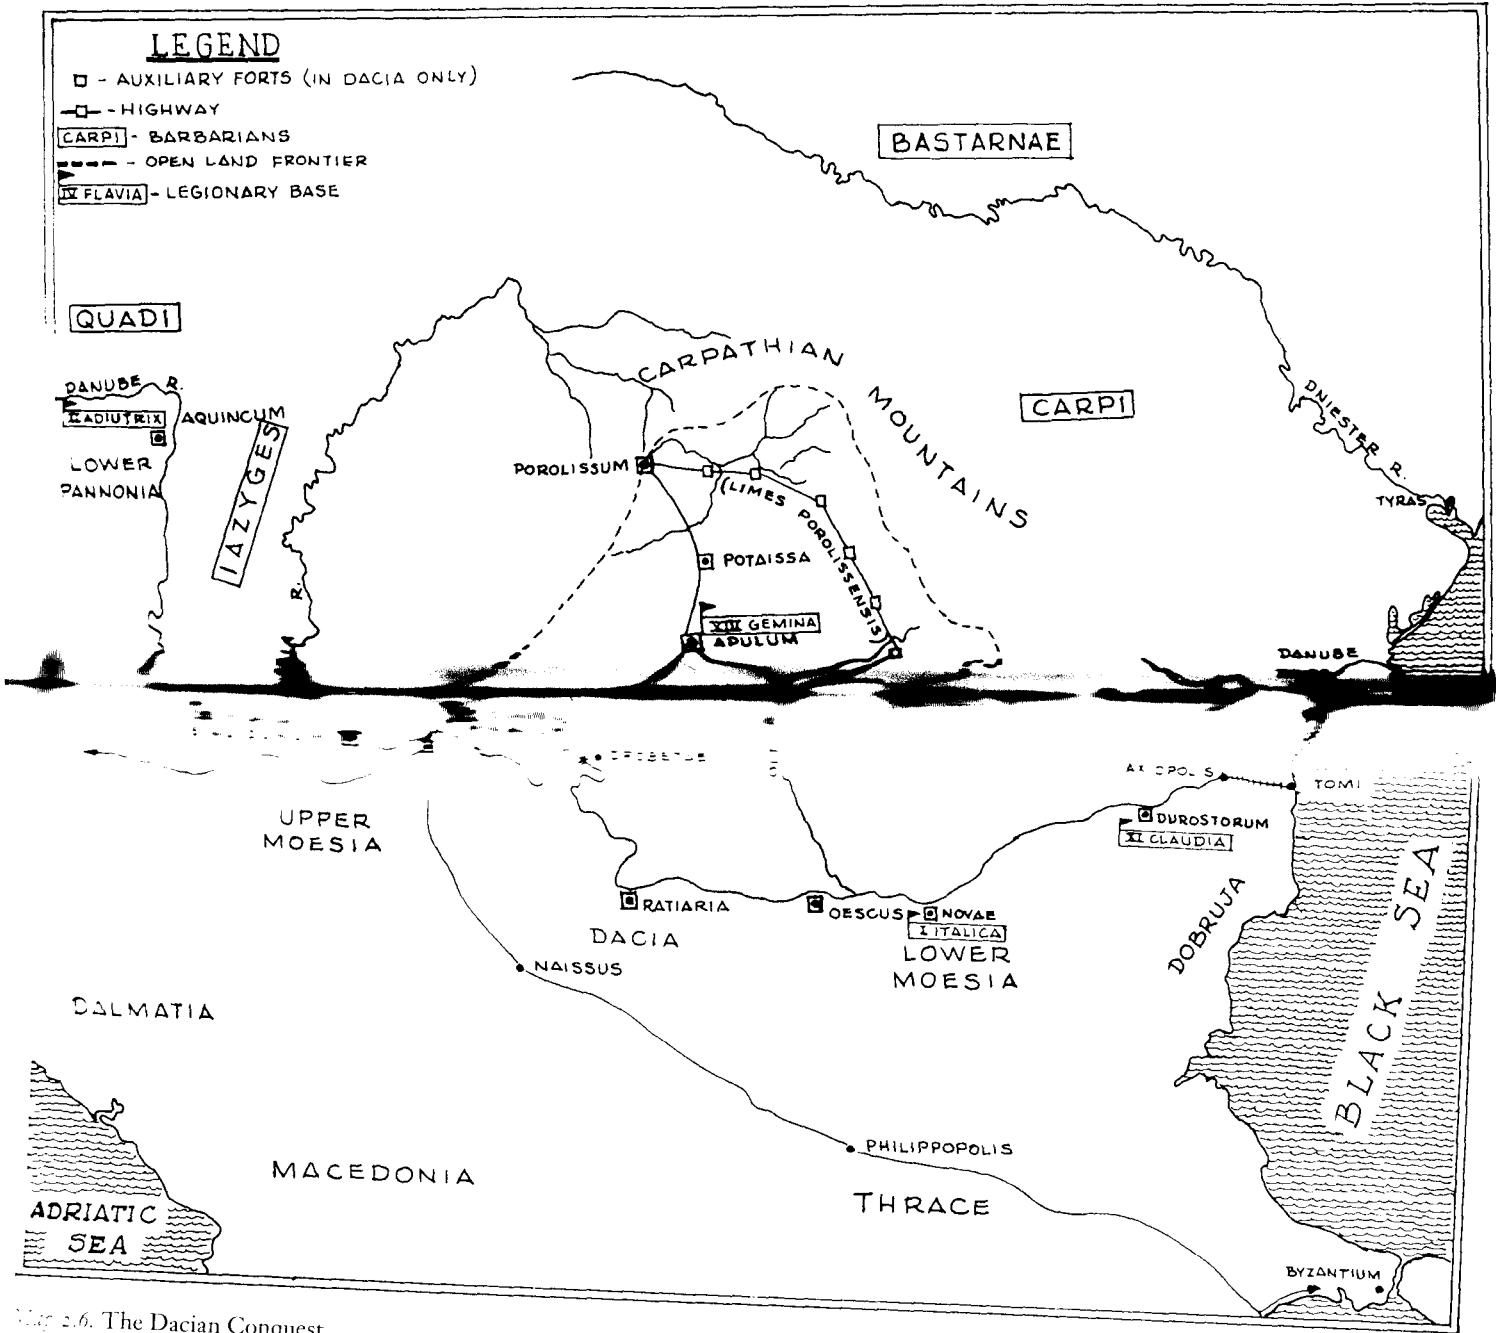 LEGEND
- AUXILIARY FORTS (IN DACIA ONLY)
- HIGHWAY
CARPI - BARBARIANS
- OPEN LAND FRONTIER
IV FLAVIA - LEGIONARY BASE
BASTARNAE
QUADI
CARPATHIAN
MOUNTAINS
DANUBE R.
II ADIUTRIX
AQUINCUM
LOWER
PANNONIA
IAZYGES
R.
CARPI
DNIESTER R.
TYRAS
POROLISSUM
(LIMES POROLISSENSIS)
POTAISSA
XIII GEMINA
APULUM
DANUBE
TOMI
UPPER
MOESIA
DUROSTORUM
XI CLAUDIA
RATIARIA
OESCUS
NOVAE
I ITALICA
DACIA
LOWER
MOESIA
DOBRUJA
BLACK SEA
NAISSUS
DALMATIA
PHILIPPOPOLIS
MACEDONIA
THRACE
ADRIATIC
SEA
BYZANTIUM
2.6. The Dacian Conquest